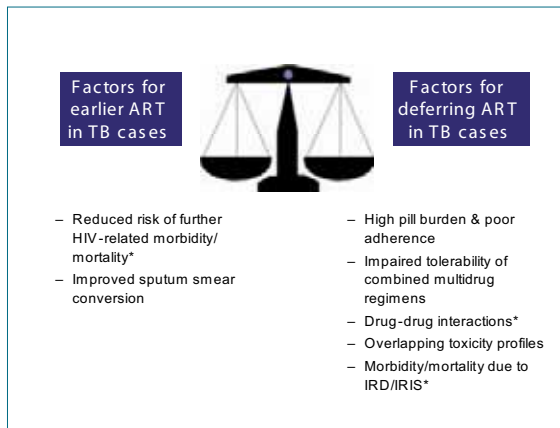 Factors for
earlier ART
in TB cases
Factors for
deferring ART
in TB cases
– Reduced risk of further
HIV-related morbidity/
mortality*
– Improved sputum smear
conversion
– High pill burden & poor
adherence
– Impaired tolerability of
combined multidrug
regimens
– Drug-drug interactions*
– Overlapping toxicity profiles
– Morbidity/mortality due to
IRD/IRIS*